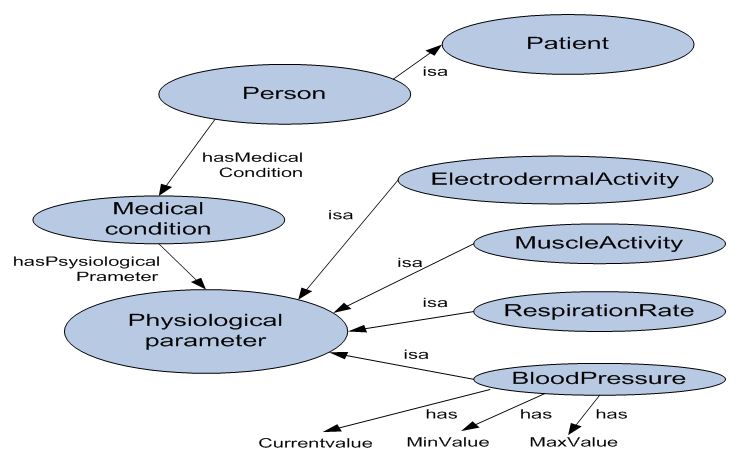 Patient
isa
Person
hasMedical
Condition
ElectrodermalActivity
isa
Medical
condition
MuscleActivity
hasPsysiological
Prameter
isa
isa
RespirationRate
Physiological
parameter
isa
BloodPressure
has
has
has
Currentvalue
MinValue
MaxValue